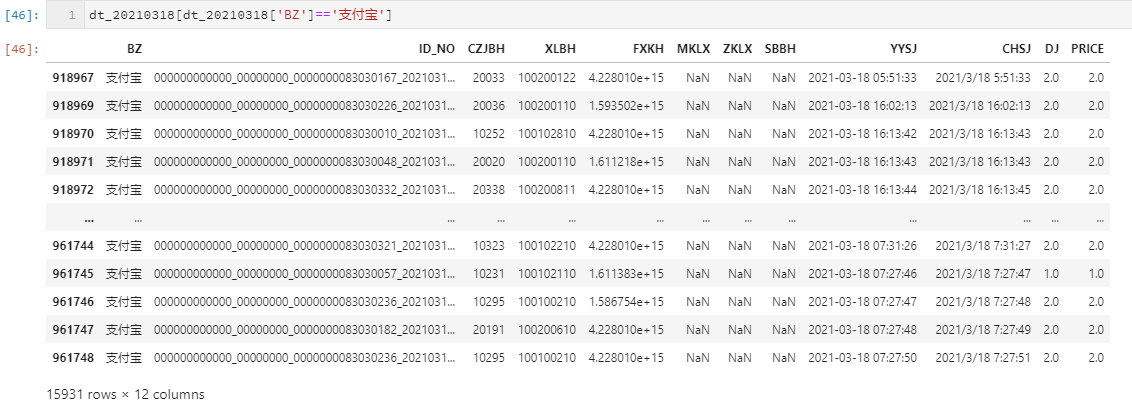 [46]: 1 dt_20210318[dt_20210318['BZ']=='支付宝']
[46]:
BZ ID_NO CZJBH XLBH FXKH MKLX ZKLX SBBH YYSJ CHSJ DJ PRICE
918967 支付宝 000000000000_00000000_0000000083030167_2021031... 20033 100200122 4.228010e+15 NaN NaN NaN 2021-03-18 05:51:33 2021/3/18 5:51:33 2.0 2.0
918969 支付宝 000000000000_00000000_0000000083030226_2021031... 20036 100200110 1.593502e+15 NaN NaN NaN 2021-03-18 16:02:13 2021/3/18 16:02:13 2.0 2.0
918970 支付宝 000000000000_00000000_0000000083030010_2021031... 10252 100102810 4.228010e+15 NaN NaN NaN 2021-03-18 16:13:42 2021/3/18 16:13:43 2.0 2.0
918971 支付宝 000000000000_00000000_0000000083030048_2021031... 20020 100200110 1.611218e+15 NaN NaN NaN 2021-03-18 16:13:43 2021/3/18 16:13:43 2.0 2.0
918972 支付宝 000000000000_00000000_0000000083030332_2021031... 20338 100200811 4.228010e+15 NaN NaN NaN 2021-03-18 16:13:44 2021/3/18 16:13:45 2.0 2.0
... ... ... ... ... ... ... ... ... ... ... ... ...
961744 支付宝 000000000000_00000000_0000000083030321_2021031... 10323 100102210 4.228010e+15 NaN NaN NaN 2021-03-18 07:31:26 2021/3/18 7:31:27 2.0 2.0
961745 支付宝 000000000000_00000000_0000000083030057_2021031... 10231 100102110 1.611383e+15 NaN NaN NaN 2021-03-18 07:27:46 2021/3/18 7:27:47 1.0 1.0
961746 支付宝 000000000000_00000000_0000000083030236_2021031... 10295 100100210 1.586754e+15 NaN NaN NaN 2021-03-18 07:27:47 2021/3/18 7:27:48 2.0 2.0
961747 支付宝 000000000000_00000000_0000000083030182_2021031... 20191 100200610 4.228010e+15 NaN NaN NaN 2021-03-18 07:27:48 2021/3/18 7:27:49 2.0 2.0
961748 支付宝 000000000000_00000000_0000000083030236_2021031... 10295 100100210 4.228010e+15 NaN NaN NaN 2021-03-18 07:27:50 2021/3/18 7:27:51 2.0 2.0
15931 rows × 12 columns